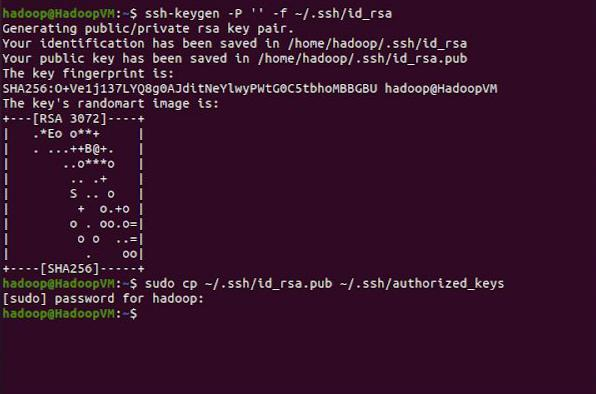 hadoop@HadoopVM:~$ ssh-keygen -P '' -f ~/.ssh/id_rsa
Generating public/private rsa key pair.
Your identification has been saved in /home/hadoop/.ssh/id_rsa
Your public key has been saved in /home/hadoop/.ssh/id_rsa.pub
The key fingerprint is:
SHA256:O+Ve1j137LYQ8g0AJditNeYlwyPWtG0C5tbhoMBBGBU hadoop@HadoopVM
The key's randomart image is:
+---[RSA 3072]----+
|   .*Eo o**+     |
|   . ...++B@+.   |
|       ..o***o   |
|        .. .+    |
|        S .. o   |
|         +  o.+o |
|        o . oo.o=|
|         o o  ..=|
|          .    oo|
+----[SHA256]-----+
hadoop@HadoopVM:~$ sudo cp ~/.ssh/id_rsa.pub ~/.ssh/authorized_keys
[sudo] password for hadoop:
hadoop@HadoopVM:~$